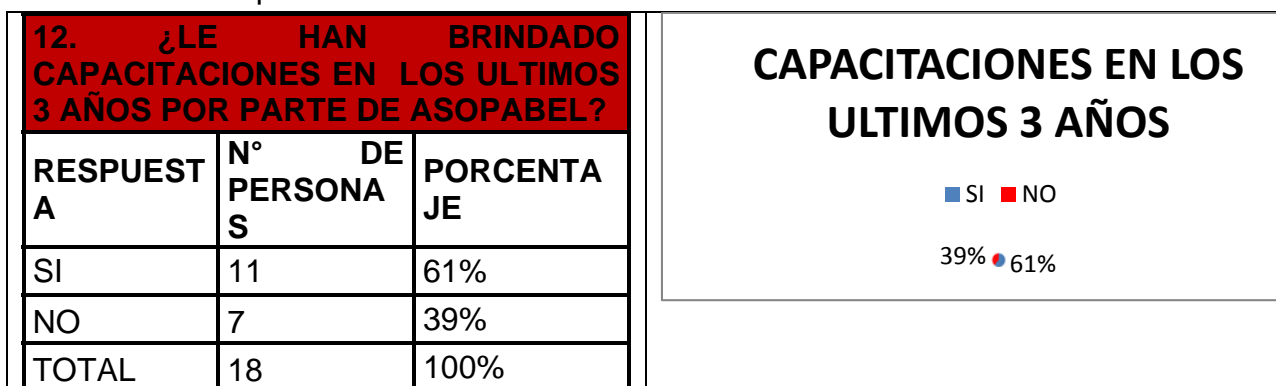 12. ¿LE HAN BRINDADO
CAPACITACIONES EN LOS ULTIMOS
3 AÑOS POR PARTE DE ASOPABEL?
RESPUEST
A
N° DE
PERSONA
S
PORCENTA
JE
SI 11 61%
NO 7 39%
TOTAL 18 100%
CAPACITACIONES EN LOS
ULTIMOS 3 AÑOS
SI NO
39% 61%